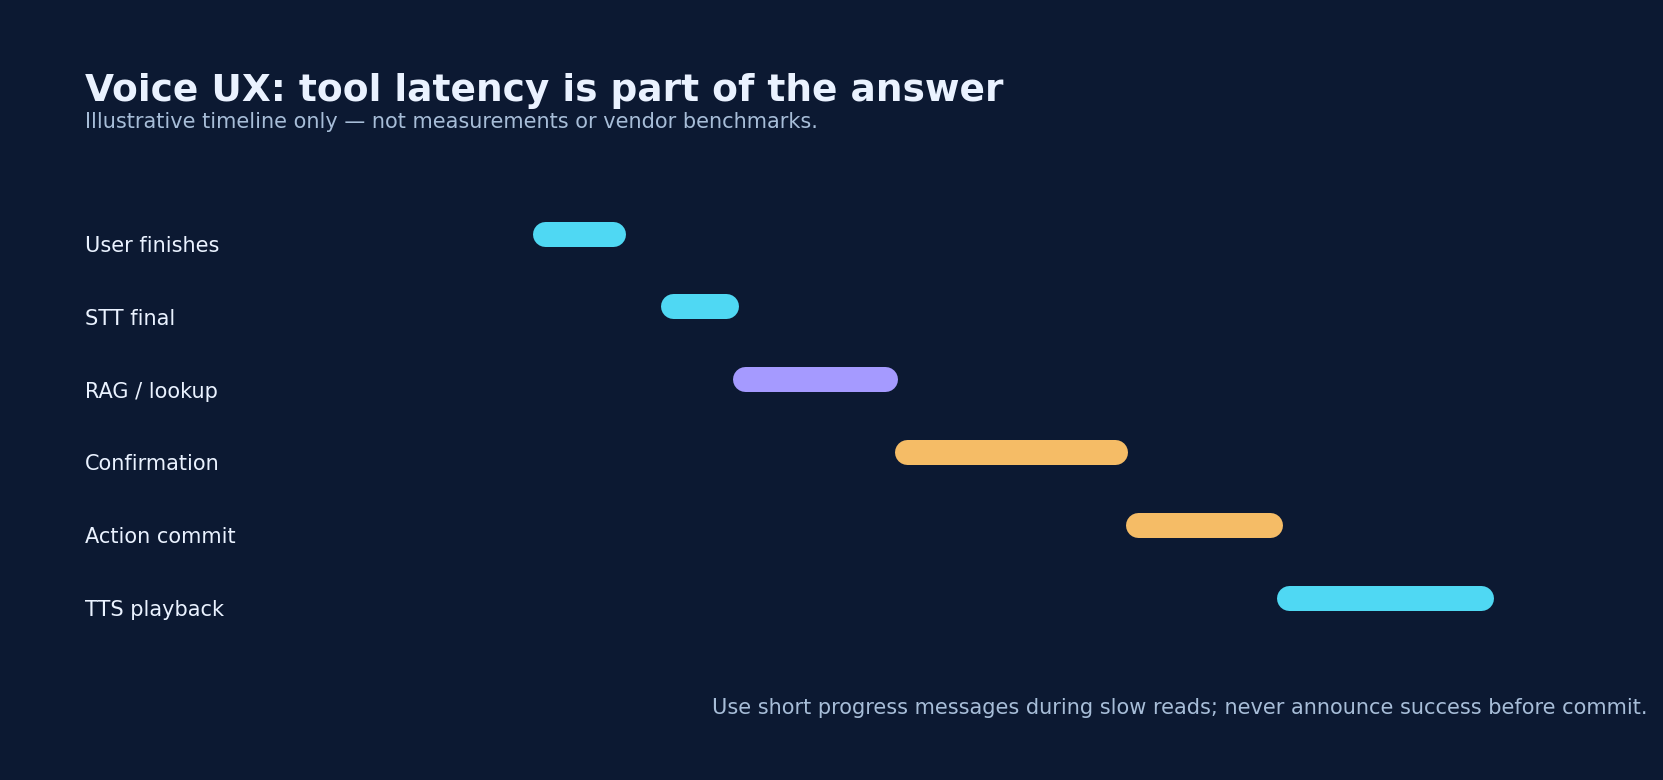 Voice UX: tool latency is part of the answer
Illustrative timeline only — not measurements or vendor benchmarks.
User finishes
STT final
RAG / lookup
Confirmation
Action commit
TTS playback
Use short progress messages during slow reads; never announce success before commit.